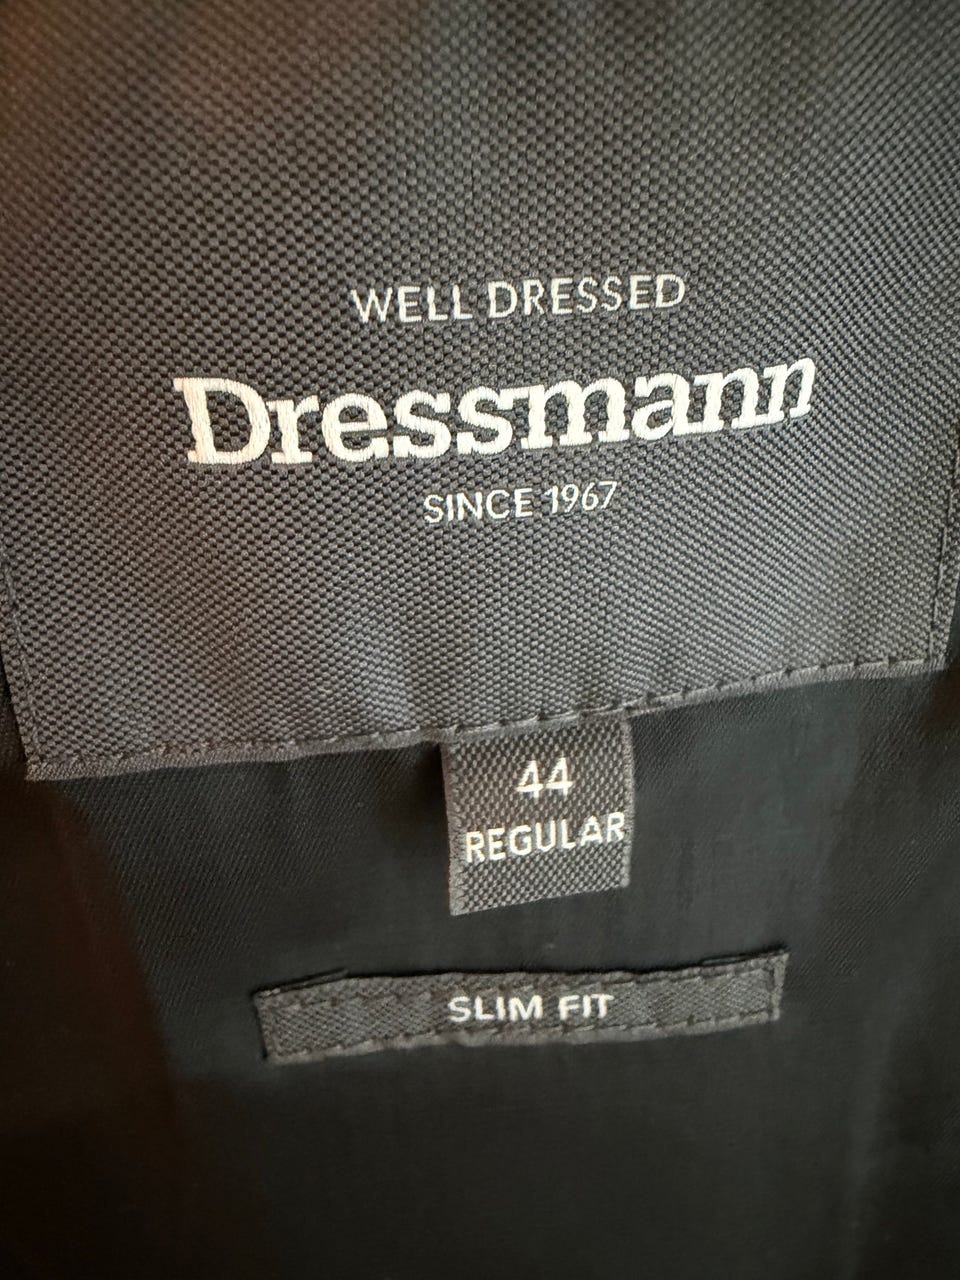 WELL DRESSED
Dressmann
SINCE 1967
44
REGULAR
SLIM FIT